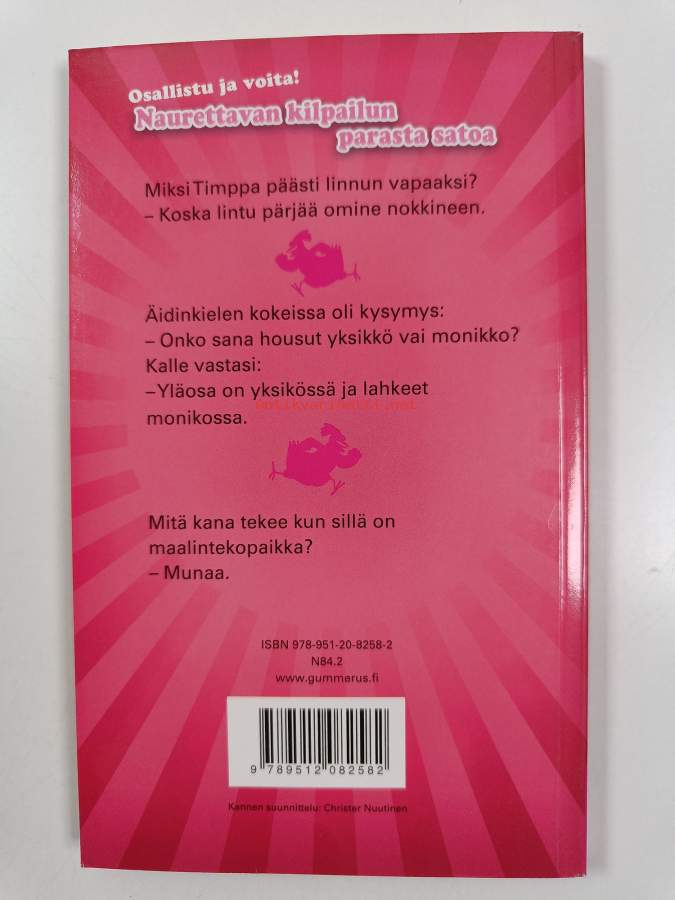 Osallistu ja voita!
Naurettavan kilpailun
parasta satoa
Miksi Timppa päästi linnun vapaaksi?
– Koska lintu pärjää omine nokkineen.
Äidinkielen kokeissa oli kysymys:
– Onko sana housut yksikkö vai monikko?
Kalle vastasi:
–Yläosa on yksikössä ja lahkeet
antikvariaatti.net
monikossa.
Mitä kana tekee kun sillä on
maalintekopaikka?
– Munaa.
ISBN 978-951-20-8258-2
N84.2
www.gummerus.fi
9 789512 082582
Kannen suunnittelu: Christer Nuutinen